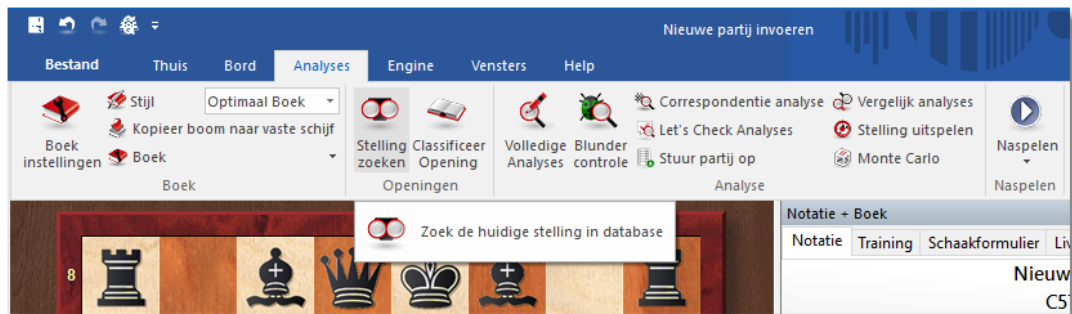 Nieuwe partij invoeren
Bestand Thuis Bord Analyses Engine Vensters Help
Boek instellingen
Stijl Optimaal Boek
Kopieer boom naar vaste schijf
Boek
Boek
Stelling zoeken
Classificeer Opening
Openingen
Volledige Analyses
Blunder controle
Correspondentie analyse
Let's Check Analyses
Stuur partij op
Vergelijk analyses
Stelling uitspelen
Monte Carlo
Analyse
Naspelen
Naspelen
Zoek de huidige stelling in database
Notatie + Boek
Notatie Training Schaakformulier Liv
Nieuw
C57
8